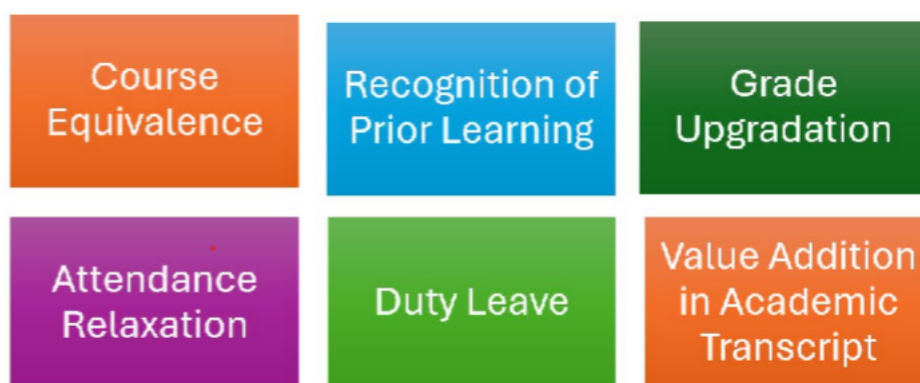 Course
Equivalence
Recognition of
Prior Learning
Grade
Upgradation
Attendance
Relaxation
Duty Leave
Value Addition
in Academic
Transcript